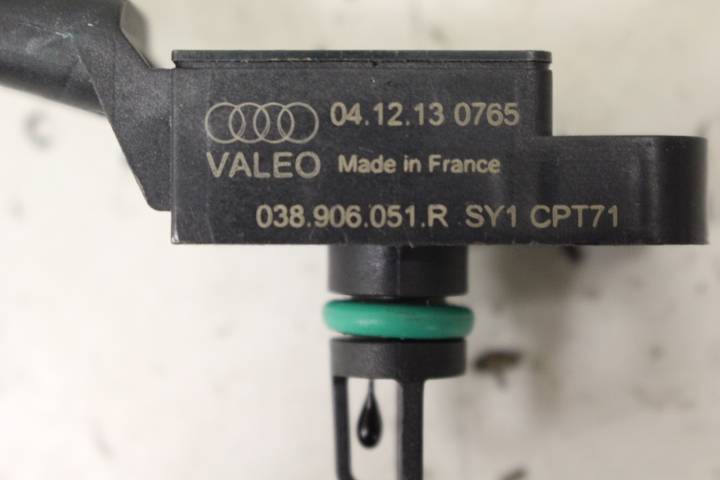 04.12.13 0765
VALEO Made in France
038.906.051.R SY1 CPT71